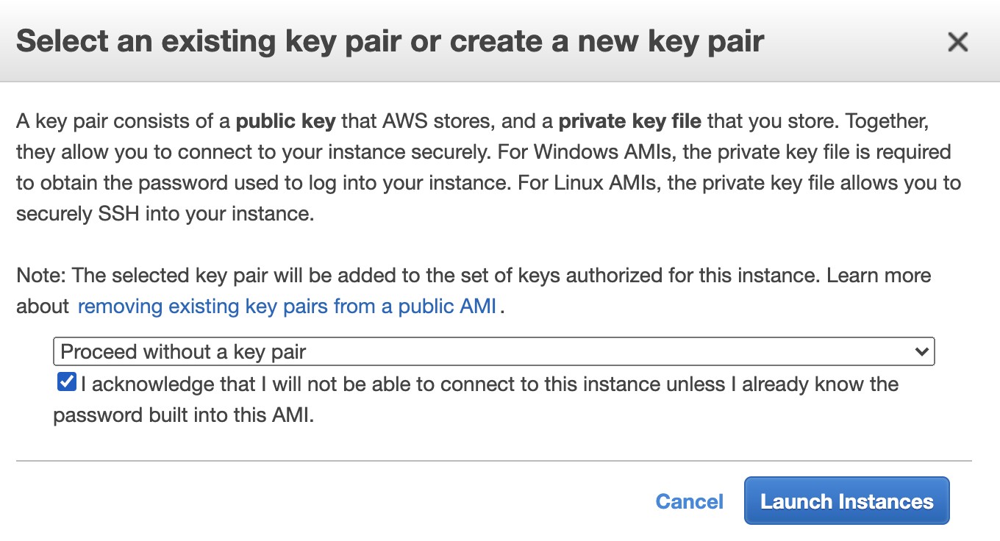 Select an existing key pair or create a new key pair
A key pair consists of a public key that AWS stores, and a private key file that you store. Together,
they allow you to connect to your instance securely. For Windows AMIs, the private key file is required
to obtain the password used to log into your instance. For Linux AMIs, the private key file allows you to
securely SSH into your instance.
Note: The selected key pair will be added to the set of keys authorized for this instance. Learn more
about removing existing key pairs from a public AMI .
Proceed without a key pair
I acknowledge that I will not be able to connect to this instance unless I already know the
password built into this AMI.
Cancel Launch Instances